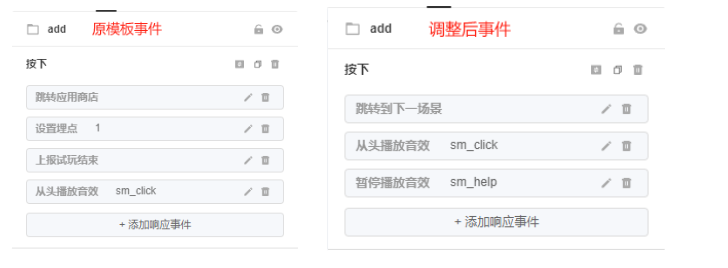 add 原模板事件
按下
跳转应用商店
设置埋点 1
上报试玩结束
从头播放音效 sm_click
+ 添加响应事件
add 调整后事件
按下
跳转到下一场景
从头播放音效 sm_click
暂停播放音效 sm_help
+ 添加响应事件